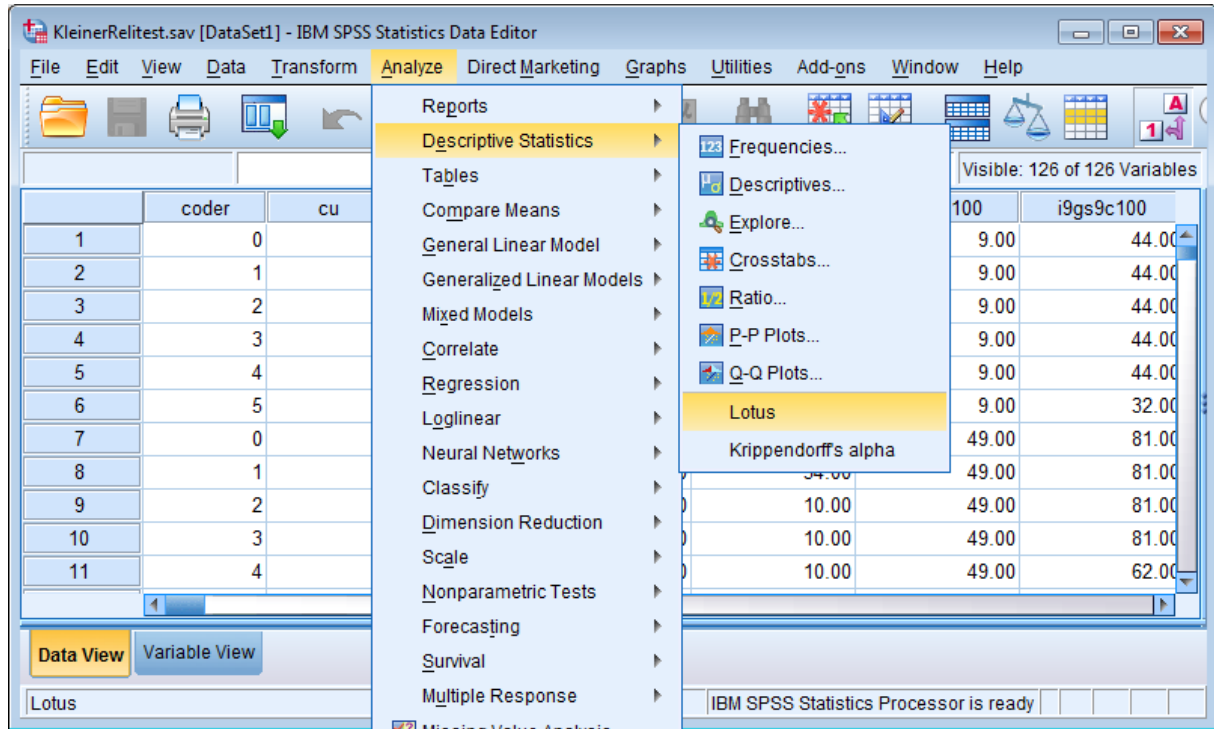 KleinerRelitest.sav [DataSet1] - IBM SPSS Statistics Data Editor
File Edit View Data Transform Analyze Direct Marketing Graphs Utilities Add-ons Window Help
Visible: 126 of 126 Variables
Reports
Descriptive Statistics
Tables
Compare Means
General Linear Model
Generalized Linear Models
Mixed Models
Correlate
Regression
Loglinear
Neural Networks
Classify
Dimension Reduction
Scale
Nonparametric Tests
Forecasting
Survival
Multiple Response
Missing Value Analysis
123 Frequencies...
Descriptives...
Explore...
Crosstabs...
1/2 Ratio...
P-P Plots...
Q-Q Plots...
Lotus
Krippendorff's alpha
coder cu 100 i9gs9c100
1 0 9.00 44.00
2 1 9.00 44.00
3 2 9.00 44.00
4 3 9.00 44.00
5 4 9.00 44.00
6 5 9.00 32.00
7 0 49.00 81.00
8 1 49.00 81.00
9 2 10.00 49.00 81.00
10 3 10.00 49.00 81.00
11 4 10.00 49.00 62.00
Data View Variable View
Lotus IBM SPSS Statistics Processor is ready